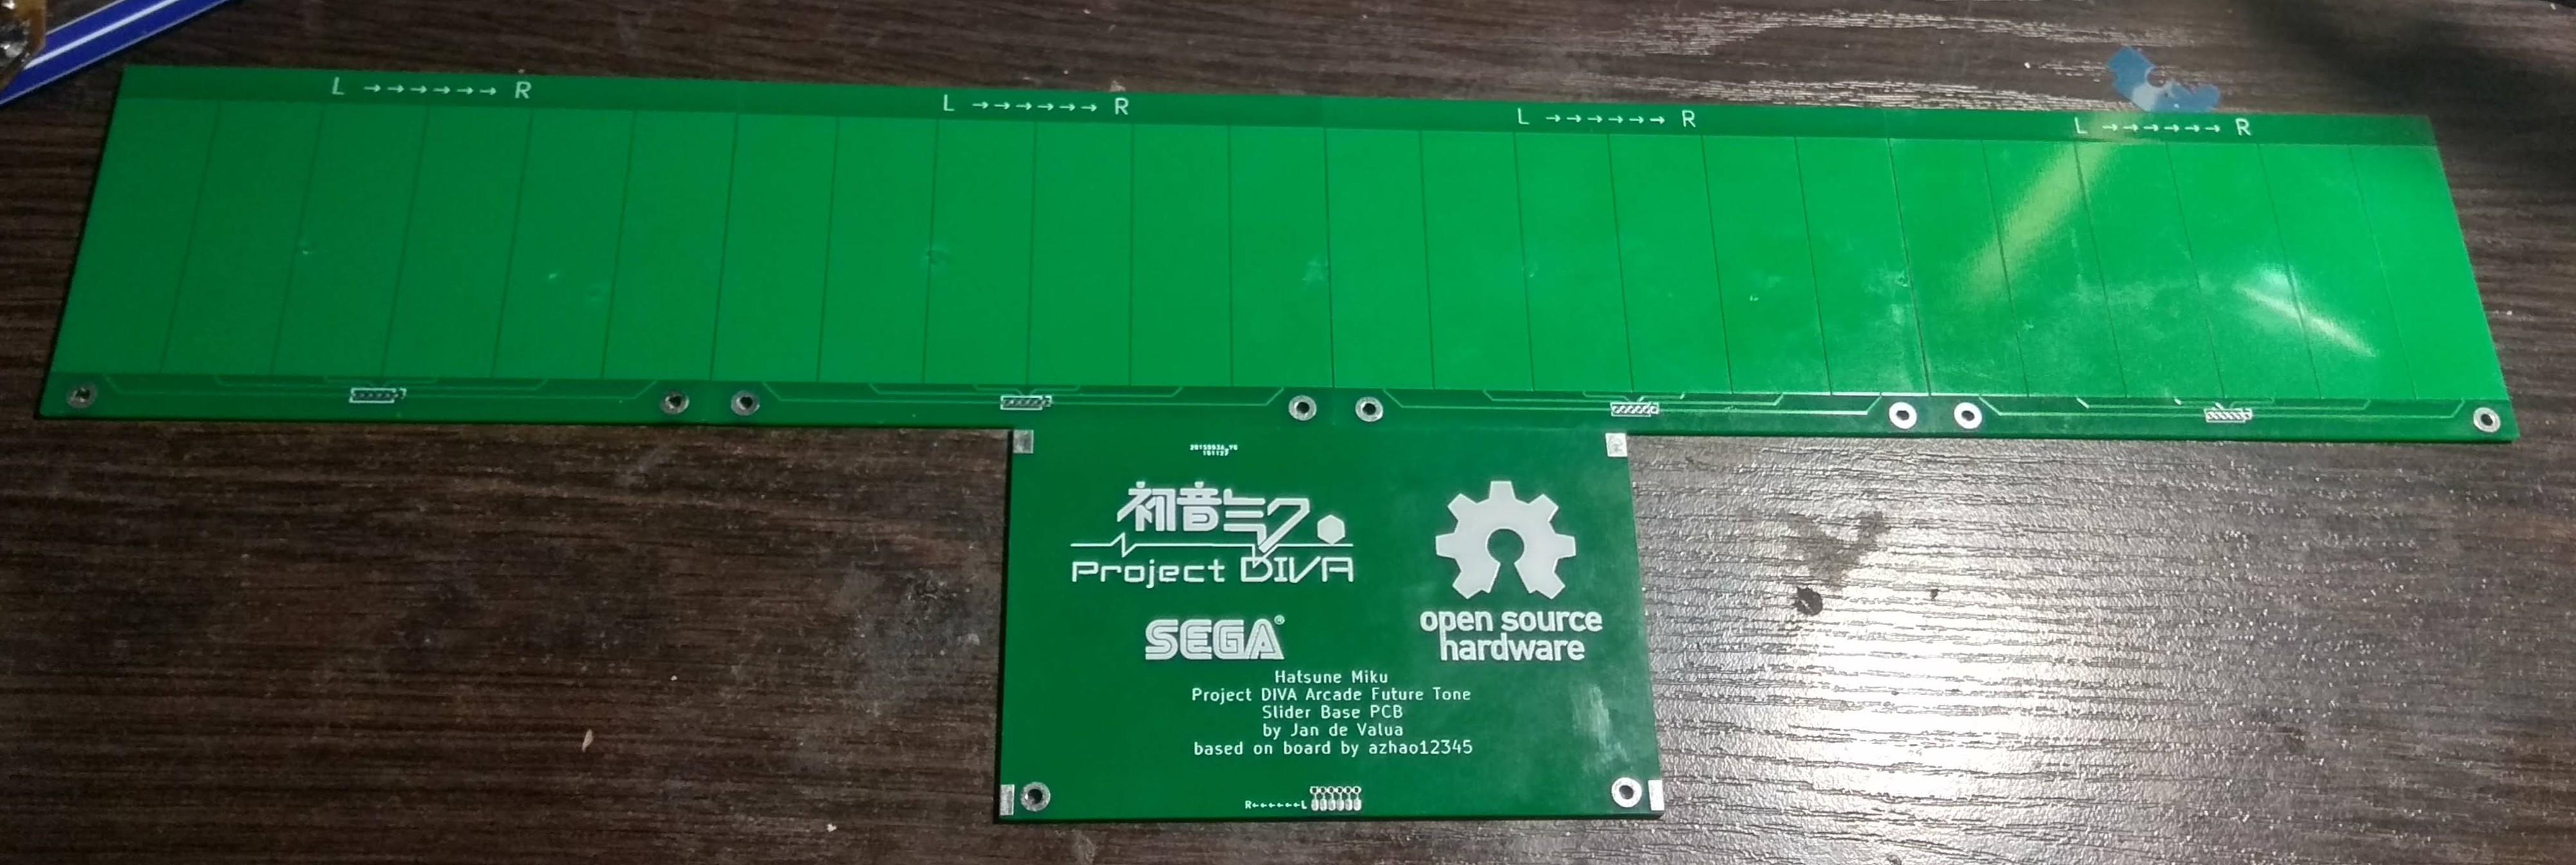 L →→→→→→ R
L →→→→→→ R
L →→→→→→ R
L →→→→→→ R
初音ミク
Project DIVA
SEGA®
open source
hardware
Hatsune Miku
Project DIVA Arcade Future Tone
Slider Base PCB
by Jan de Valua
based on board by azhao12345
R←←←←←←L